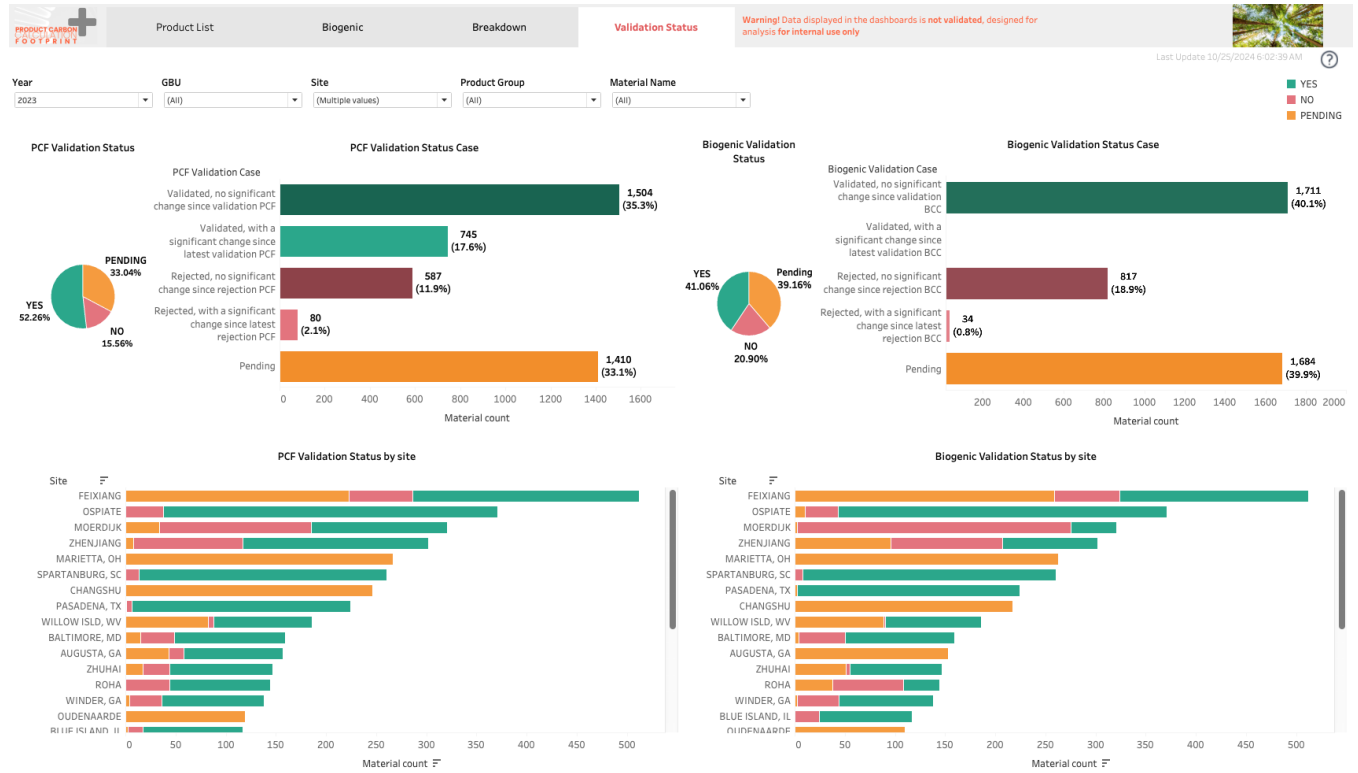 PRODUCT CARBON
CALCULATION
FOOTPRINT
Product List
Biogenic
Breakdown
Validation Status
Warning! Data displayed in the dashboards is not validated, designed for
analysis for internal use only
Last Update 10/25/2024 6:02:39 AM
?
Year
GBU
Site
Product Group
Material Name
2023
(All)
(Multiple values)
(All)
(All)
YES
NO
PENDING
PCF Validation Status
PCF Validation Status Case
PCF Validation Case
Validated, no significant
change since validation PCF
1,504
(35.3%)
Validated, with a
significant change since
latest validation PCF
745
(17.6%)
Rejected, no significant
change since rejection PCF
587
(11.9%)
Rejected, with a significant
change since latest
rejection PCF
80
(2.1%)
Pending
1,410
(33.1%)
0 200 400 600 800 1000 1200 1400 1600
Material count
PENDING
33.04%
YES
52.26%
NO
15.56%
Biogenic Validation
Status
Biogenic Validation Status Case
Biogenic Validation Case
Validated, no significant
change since validation
BCC
1,711
(40.1%)
Validated, with a
significant change since
latest validation BCC
Rejected, no significant
change since rejection BCC
817
(18.9%)
Rejected, with a significant
change since latest
rejection BCC
34
(0.8%)
Pending
1,684
(39.9%)
200 400 600 800 1000 1200 1400 1600 1800 2000
Material count
YES
41.06%
Pending
39.16%
NO
20.90%
PCF Validation Status by site
Site
FEIXIANG
OSPIATE
MOERDIJK
ZHENJIANG
MARIETTA, OH
SPARTANBURG, SC
CHANGSHU
PASADENA, TX
WILLOW ISLD, WV
BALTIMORE, MD
AUGUSTA, GA
ZHUHAI
ROHA
WINDER, GA
OUDENAARDE
BLUE ISLAND, IL
0 50 100 150 200 250 300 350 400 450 500
Material count
Biogenic Validation Status by site
Site
FEIXIANG
OSPIATE
MOERDIJK
ZHENJIANG
MARIETTA, OH
SPARTANBURG, SC
PASADENA, TX
CHANGSHU
WILLOW ISLD, WV
BALTIMORE, MD
AUGUSTA, GA
ZHUHAI
ROHA
WINDER, GA
BLUE ISLAND, IL
OUDENAARDE
0 50 100 150 200 250 300 350 400 450 500
Material count